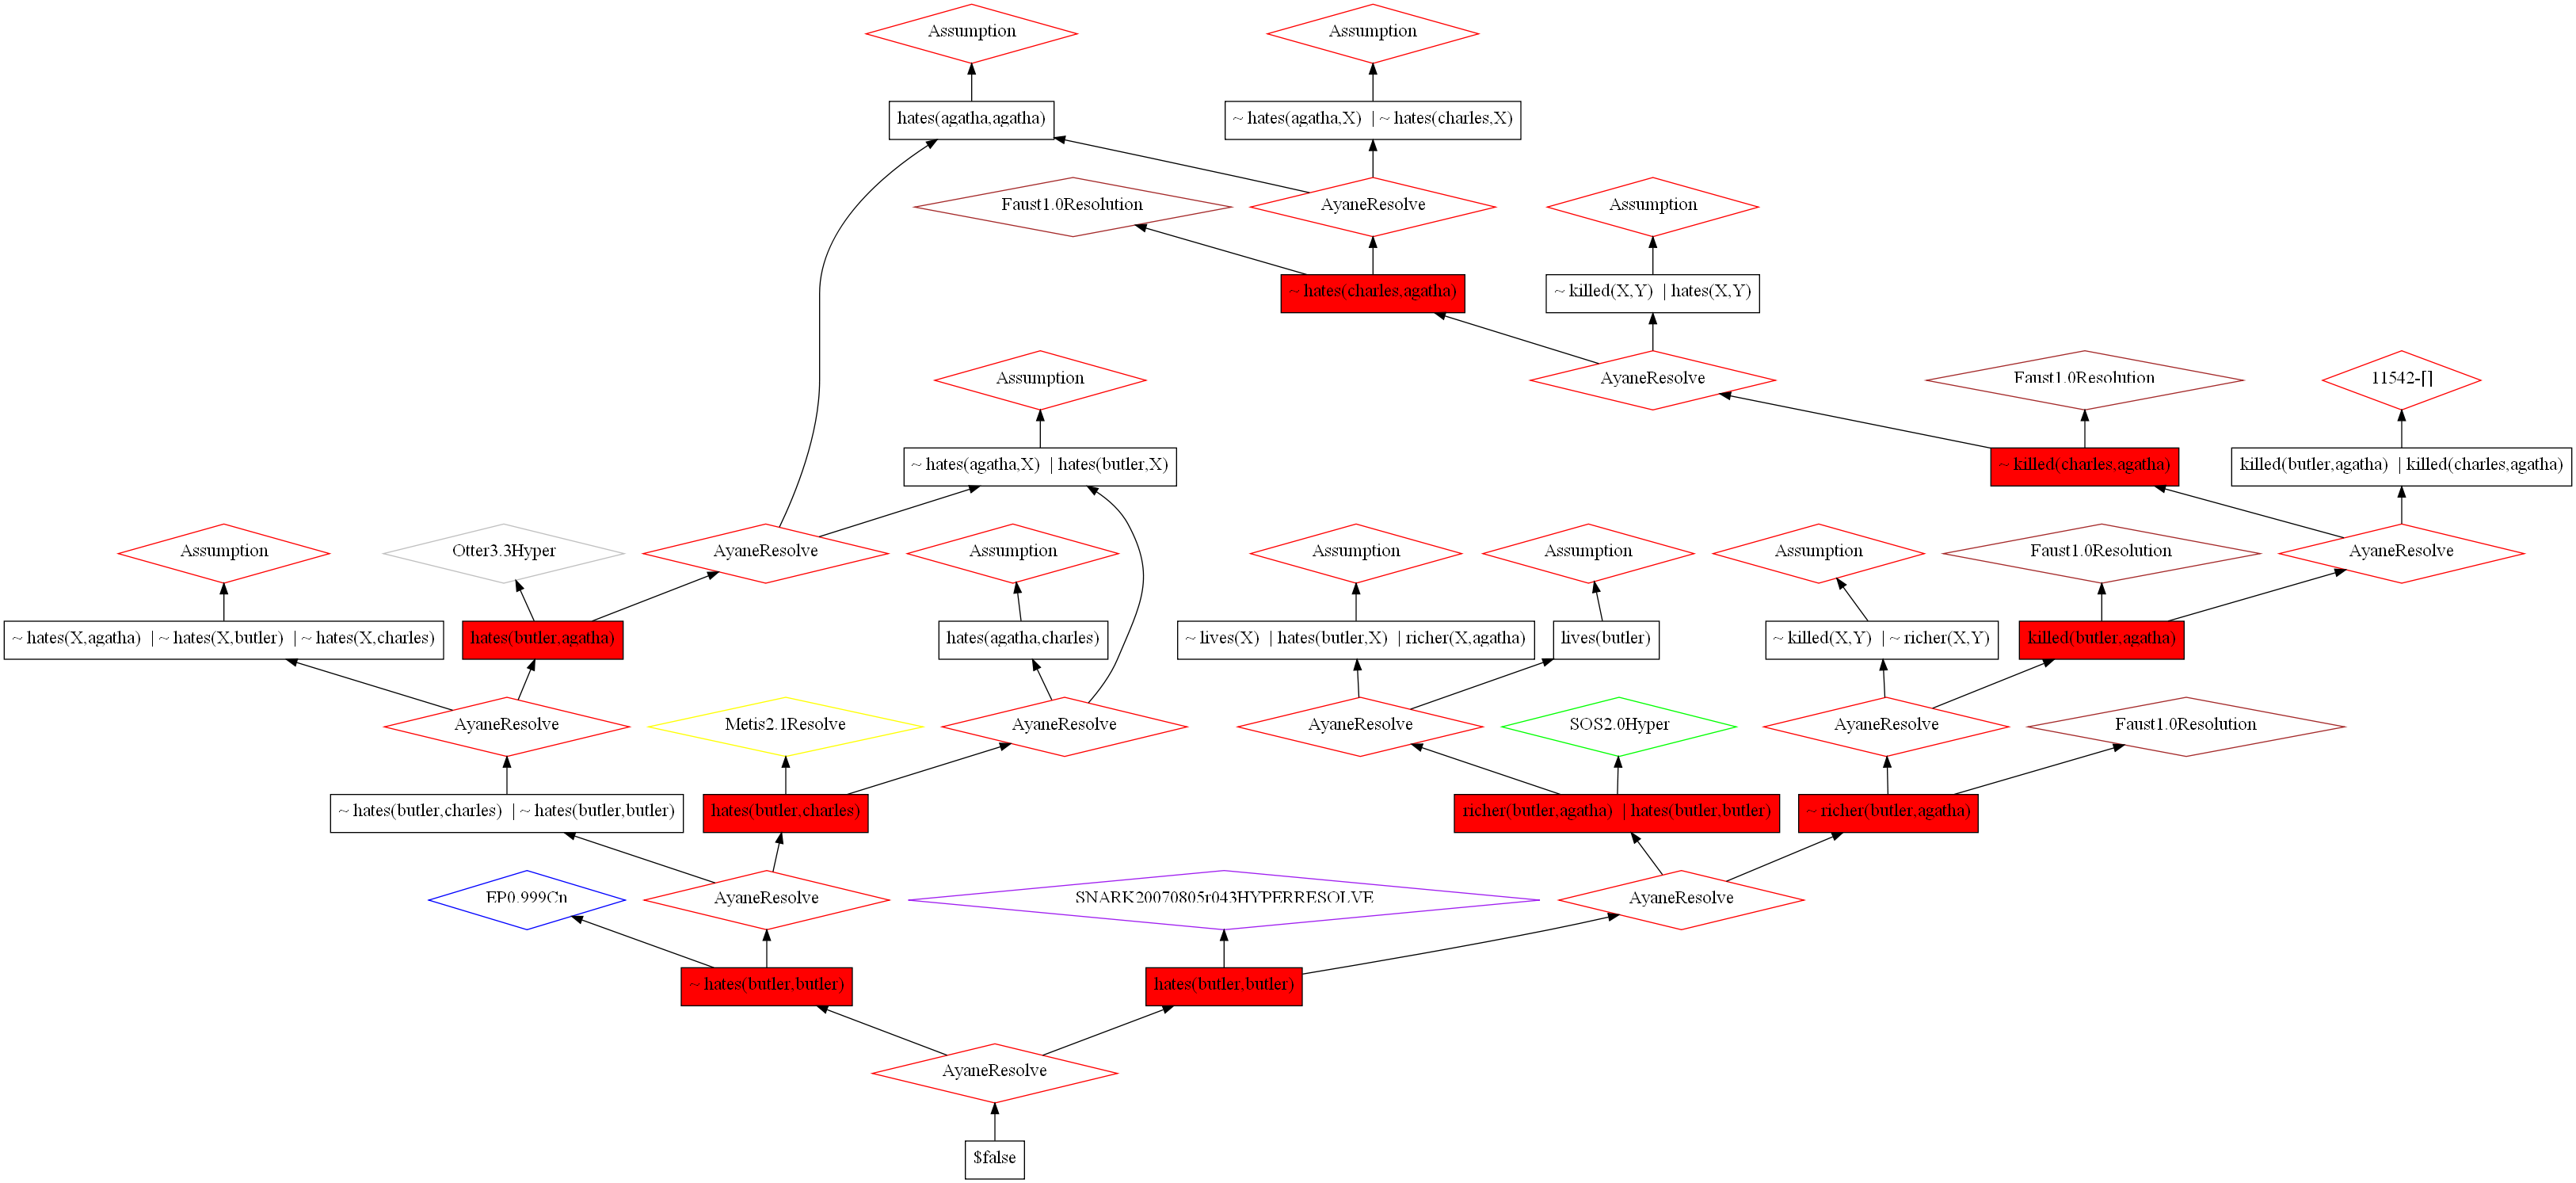 Assumption
Assumption
hates(agatha,agatha)
~ hates(agatha,X) | ~ hates(charles,X)
Faust1.0Resolution
AyaneResolve
Assumption
~ hates(charles,agatha)
~ killed(X,Y) | hates(X,Y)
Assumption
AyaneResolve
Faust1.0Resolution
11542-[]
~ hates(agatha,X) | hates(butler,X)
~ killed(charles,agatha)
killed(butler,agatha) | killed(charles,agatha)
Assumption
Otter3.3Hyper
AyaneResolve
Assumption
Assumption
Assumption
Assumption
Faust1.0Resolution
AyaneResolve
~ hates(X,agatha) | ~ hates(X,butler) | ~ hates(X,charles)
hates(butler,agatha)
hates(agatha,charles)
~ lives(X) | hates(butler,X) | richer(X,agatha)
lives(butler)
~ killed(X,Y) | ~ richer(X,Y)
killed(butler,agatha)
AyaneResolve
Metis2.1Resolve
AyaneResolve
AyaneResolve
SOS2.0Hyper
AyaneResolve
Faust1.0Resolution
~ hates(butler,charles) | ~ hates(butler,butler)
hates(butler,charles)
richer(butler,agatha) | hates(butler,butler)
~ richer(butler,agatha)
EP0.999Cn
AyaneResolve
SNARK20070805r043HYPERRESOLVE
AyaneResolve
~ hates(butler,butler)
hates(butler,butler)
AyaneResolve
$false